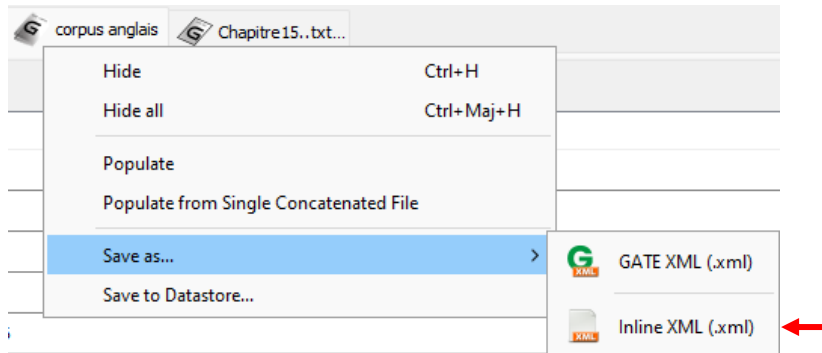 corpus anglais Chapitre15..txt...
Hide Ctrl+H
Hide all Ctrl+Maj+H
Populate
Populate from Single Concatenated File
Save as...
GATE XML (.xml)
Save to Datastore...
Inline XML (.xml)